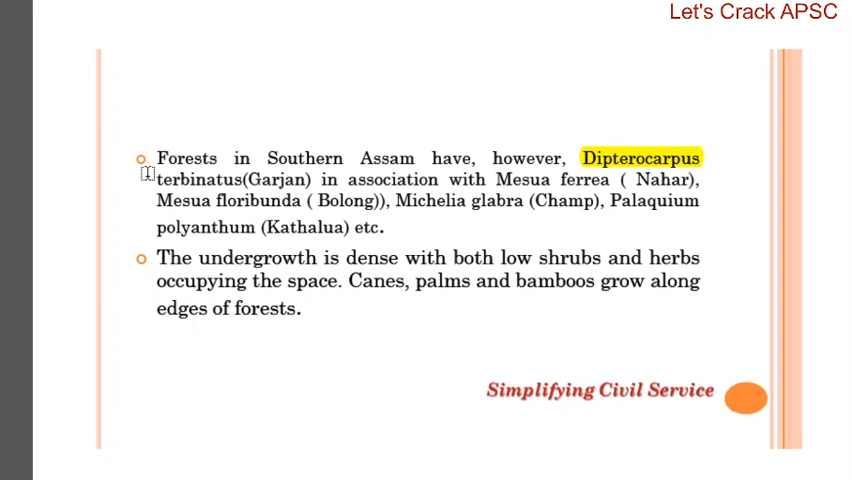 Let's Crack APSC
Forests in Southern Assam have, however, Dipterocarpus
terbinatus(Garjan) in association with Mesua ferrea ( Nahar),
Mesua floribunda ( Bolong)), Michelia glabra (Champ), Palaquium
polyanthum (Kathalua) etc.
The undergrowth is dense with both low shrubs and herbs
occupying the space. Canes, palms and bamboos grow along
edges of forests.
Simplifying Civil Service